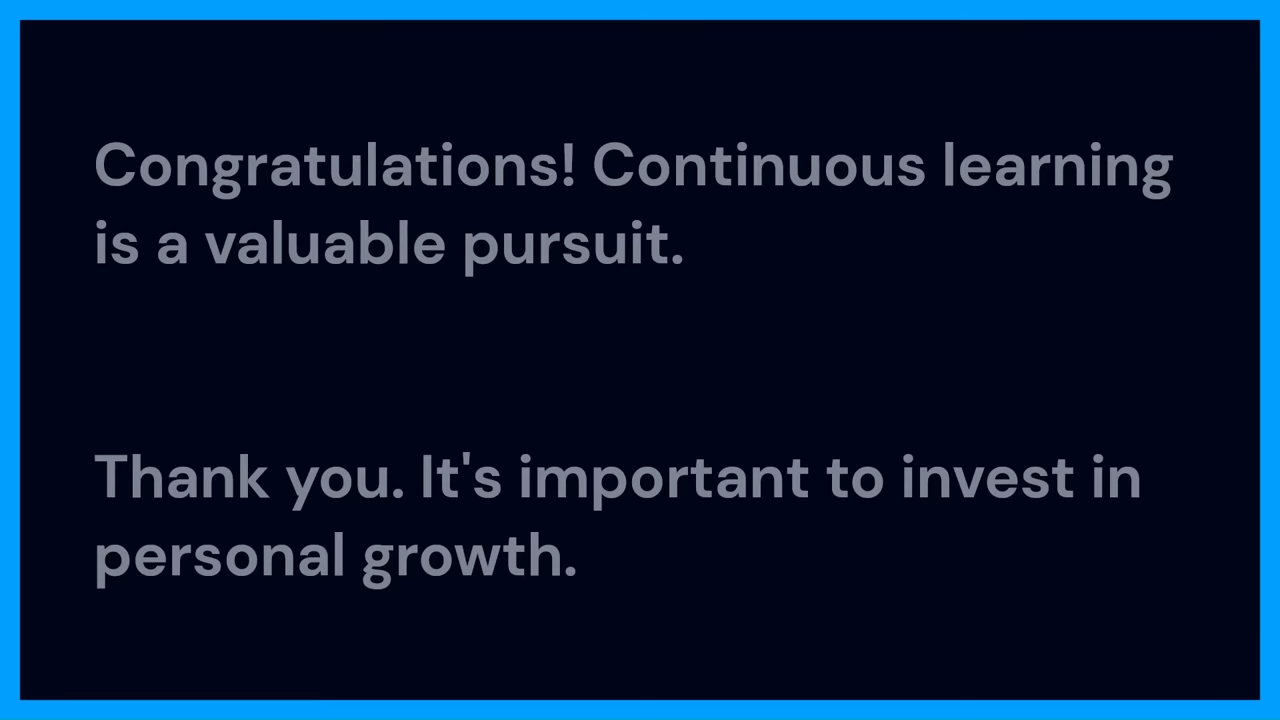 Congratulations! Continuous learning
is a valuable pursuit.
Thank you. It's important to invest in
personal growth.